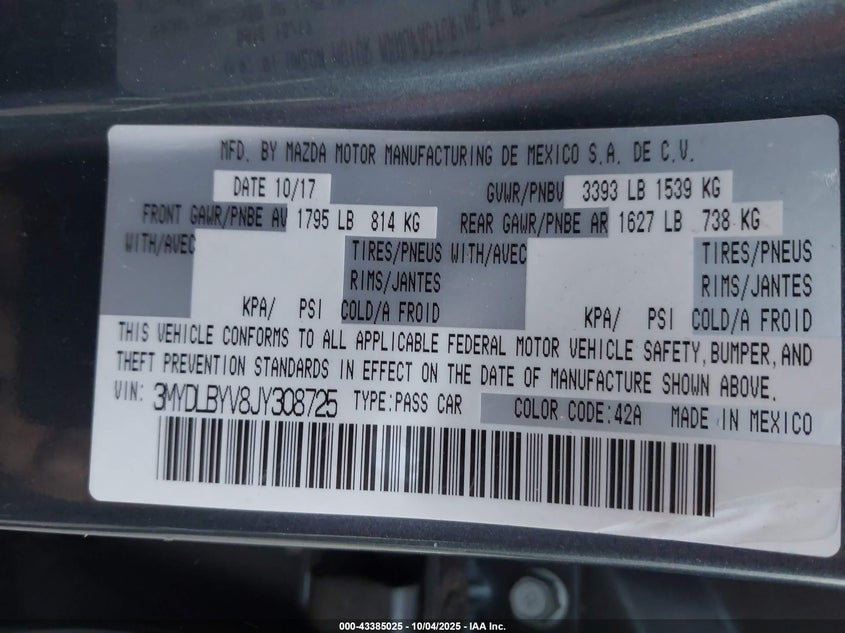 MFD. BY MAZDA MOTOR MANUFACTURING DE MEXICO S.A. DE C.V.
DATE 10/17 GVWR/PNBV 3393 LB 1539 KG
FRONT GAWR/PNBE AV 1795 LB 814 KG REAR GAWR/PNBE AR 1627 LB 738 KG
WITH/AVEC TIRES/PNEUS WITH/AVEC TIRES/PNEUS
RIMS/JANTES RIMS/JANTES
KPA/ PSI COLD/A FROID KPA/ PSI COLD/A FROID
THIS VEHICLE CONFORMS TO ALL APPLICABLE FEDERAL MOTOR VEHICLE SAFETY, BUMPER, AND
THEFT PREVENTION STANDARDS IN EFFECT ON THE DATE OF MANUFACTURE SHOWN ABOVE.
VIN: 3MYDLBYV8JY308725 TYPE:PASS CAR COLOR CODE:42A MADE IN MEXICO
000-43385025 - 10/04/2025 - IAA Inc.